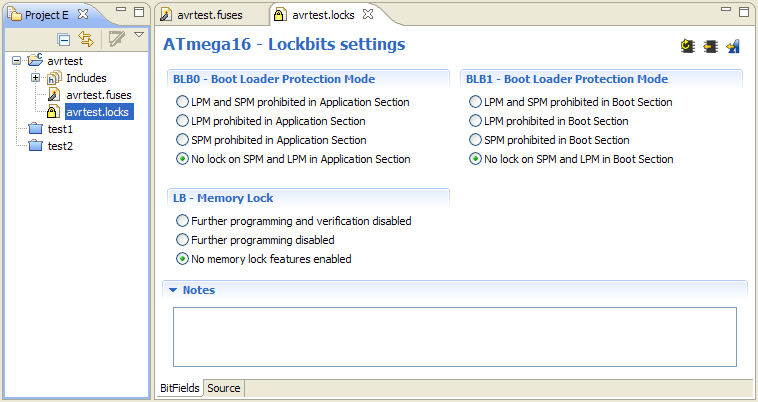 Project E
avrtest
Includes
avrtest.fuses
avrtest.locks
test1
test2
avrtest.fuses
avrtest.locks
ATmega16 - Lockbits settings
BLB0 - Boot Loader Protection Mode
LPM and SPM prohibited in Application Section
LPM prohibited in Application Section
SPM prohibited in Application Section
No lock on SPM and LPM in Application Section
BLB1 - Boot Loader Protection Mode
LPM and SPM prohibited in Boot Section
LPM prohibited in Boot Section
SPM prohibited in Boot Section
No lock on SPM and LPM in Boot Section
LB - Memory Lock
Further programming and verification disabled
Further programming disabled
No memory lock features enabled
Notes
BitFields
Source